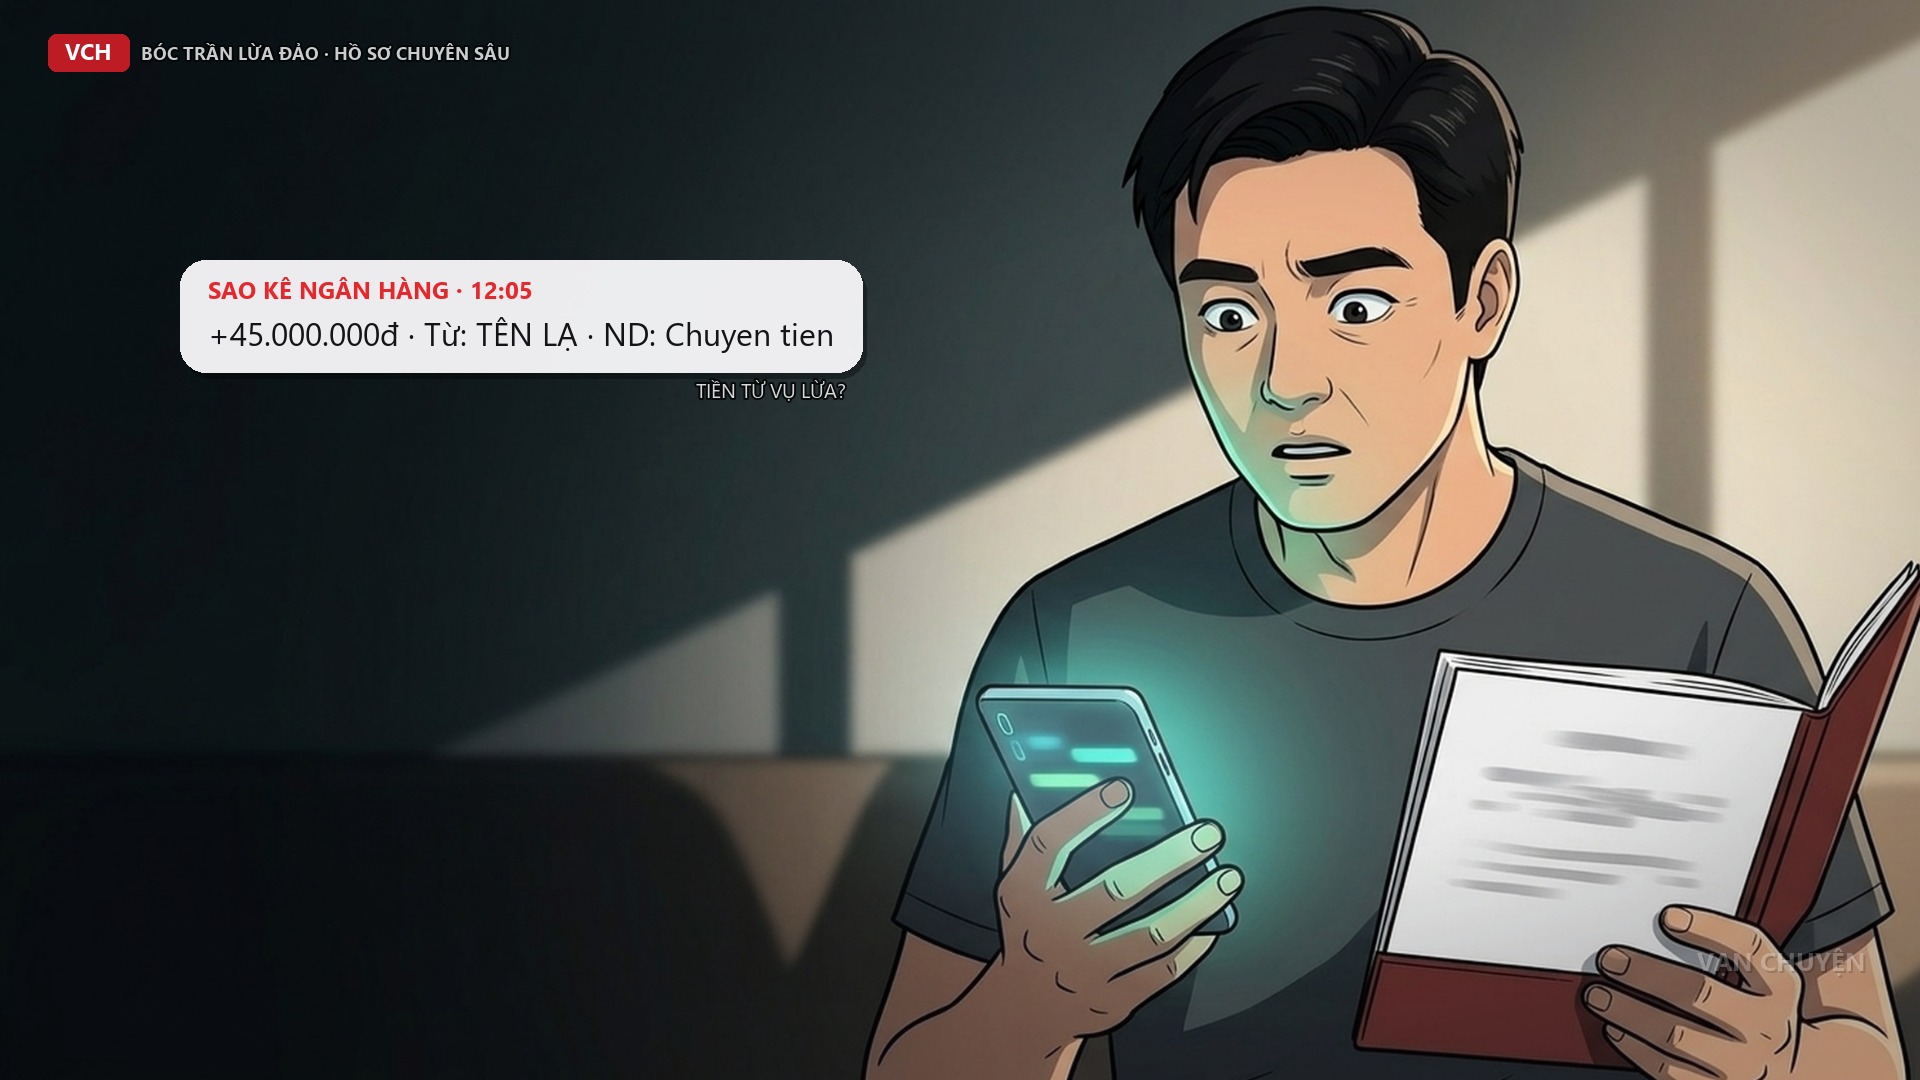 VCH BÓC TRẦN LỪA ĐẢO · HỒ SƠ CHUYÊN SÂU
SAO KÊ NGÂN HÀNG · 12:05
+45.000.000đ · Từ: TÊN LẠ · ND: Chuyen tien
TIỀN TỪ VỤ LỪA?
VẠN CHUYỆN